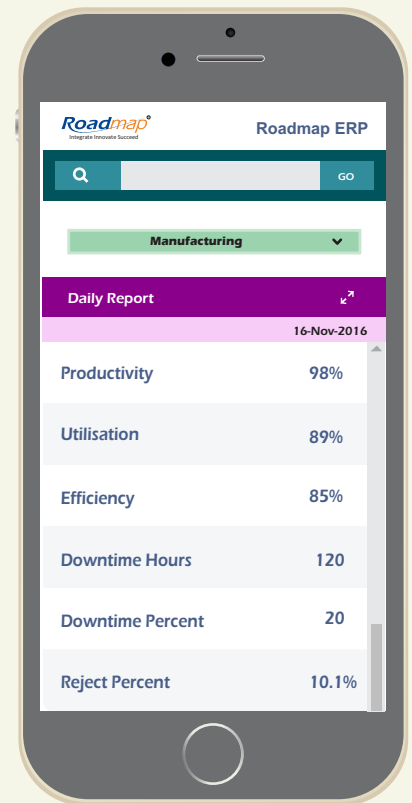 Roadmap
Integrate Innovate Succeed
Roadmap ERP
GO
Manufacturing
Daily Report
16-Nov-2016
Productivity 98%
Utilisation 89%
Efficiency 85%
Downtime Hours 120
Downtime Percent 20
Reject Percent 10.1%